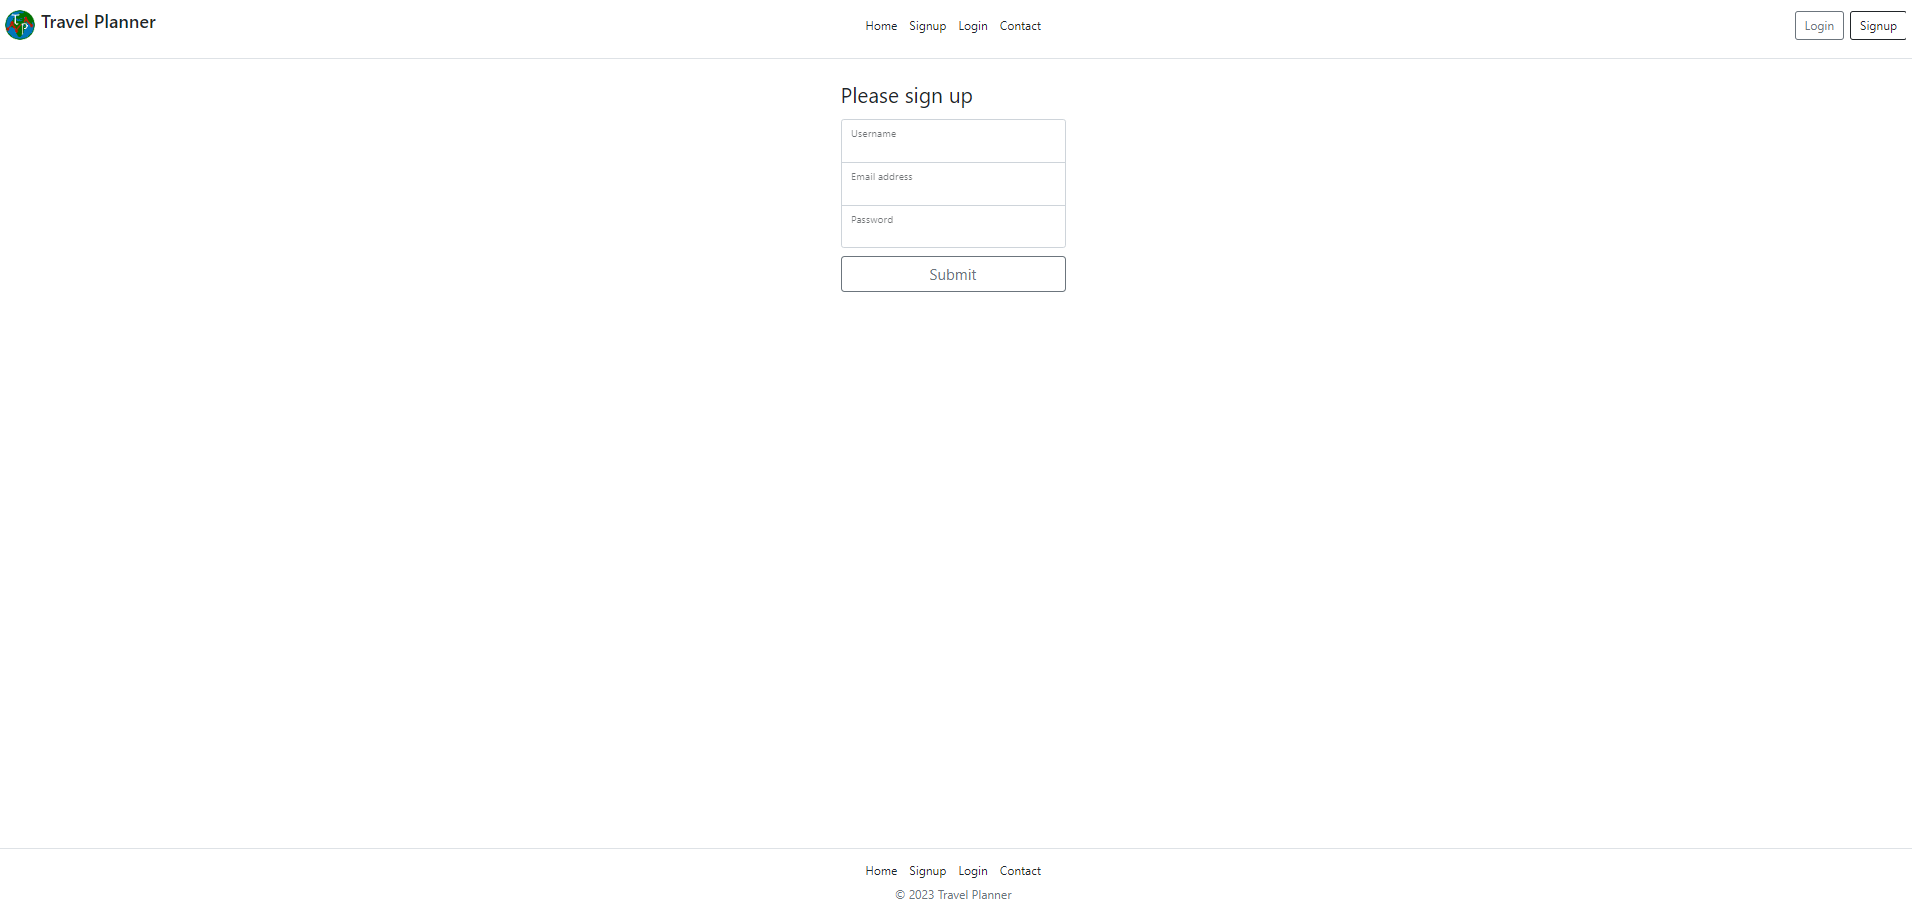 TP Travel Planner Home Signup Login Contact Login Signup
Please sign up
Username
Email address
Password
Submit
Home Signup Login Contact
© 2023 Travel Planner